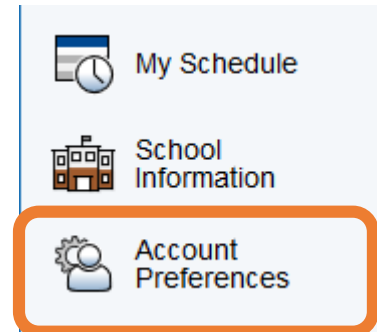 My Schedule
School
Information
Account
Preferences